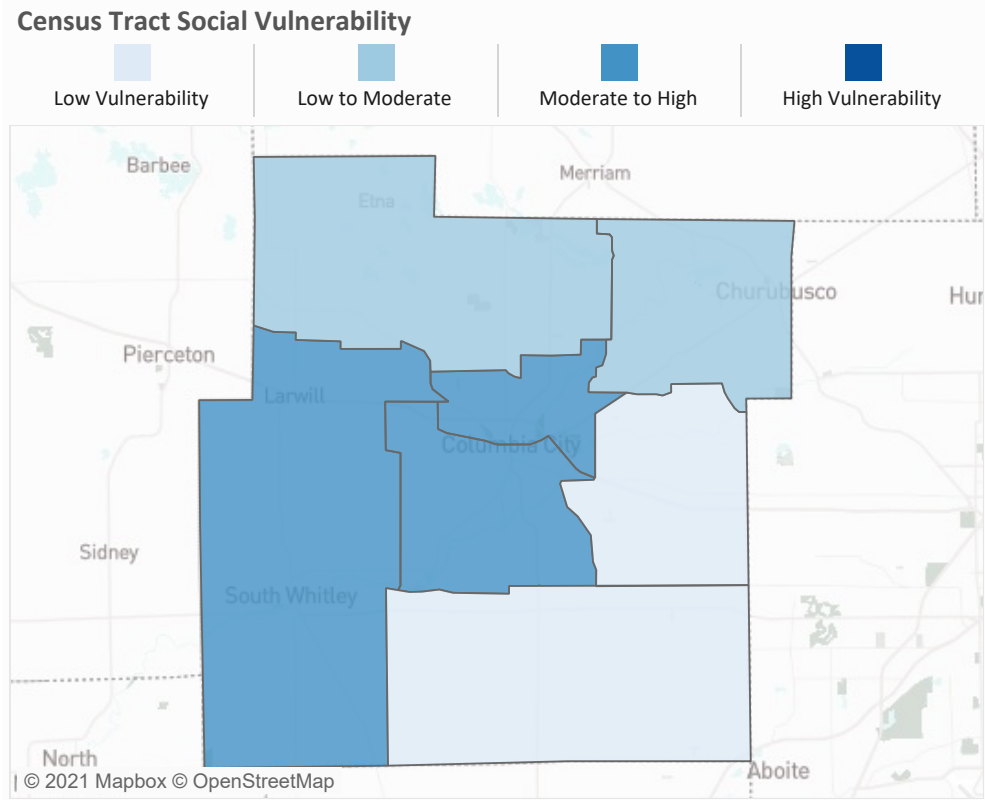 Census Tract Social Vulnerability
Low Vulnerability
Low to Moderate
Moderate to High
High Vulnerability
Barbee
Merriam
Etna
Churubusco
Hur
Pierceton
Larwill
Columbia City
Sidney
South Whitley
North
Aboite
| © 2021 Mapbox © OpenStreetMap